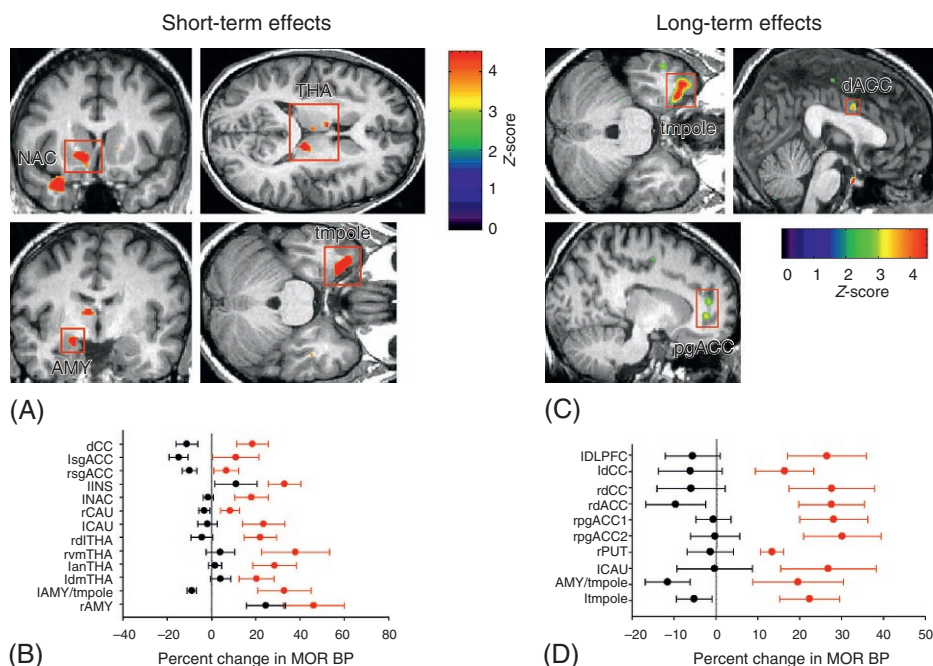 Short-term effects
Long-term effects
NAC
THA
4
3
2
1
0
Z-score
AMY
tmpole
tmpole
dACC
0 1 2 3 4
Z-score
pgACC
(A)
(C)
dCC
lsgACC
rsgACC
lINS
lNAC
rCAU
lCAU
rdlTHA
rvmTHA
lanTHA
ldmTHA
lAMY/tmpole
rAMY
−40 −20 0 20 40 60 80
(B)
Percent change in MOR BP
lDLPFC
ldCC
rdCC
rdACC
rpgACC1
rpgACC2
rPUT
lCAU
AMY/tmpole
ltmpole
−20 −10 0 10 20 30 40 50
(D)
Percent change in MOR BP